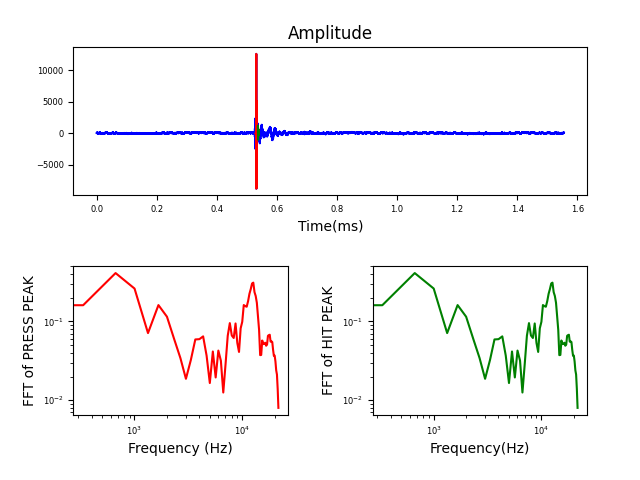 Amplitude
10000
5000
0
−5000
0.0 0.2 0.4 0.6 0.8 1.0 1.2 1.4 1.6
Time(ms)
FFT of PRESS PEAK
10⁻¹
10⁻²
10³ 10⁴
Frequency (Hz)
FFT of HIT PEAK
10⁻¹
10⁻²
10³ 10⁴
Frequency(Hz)